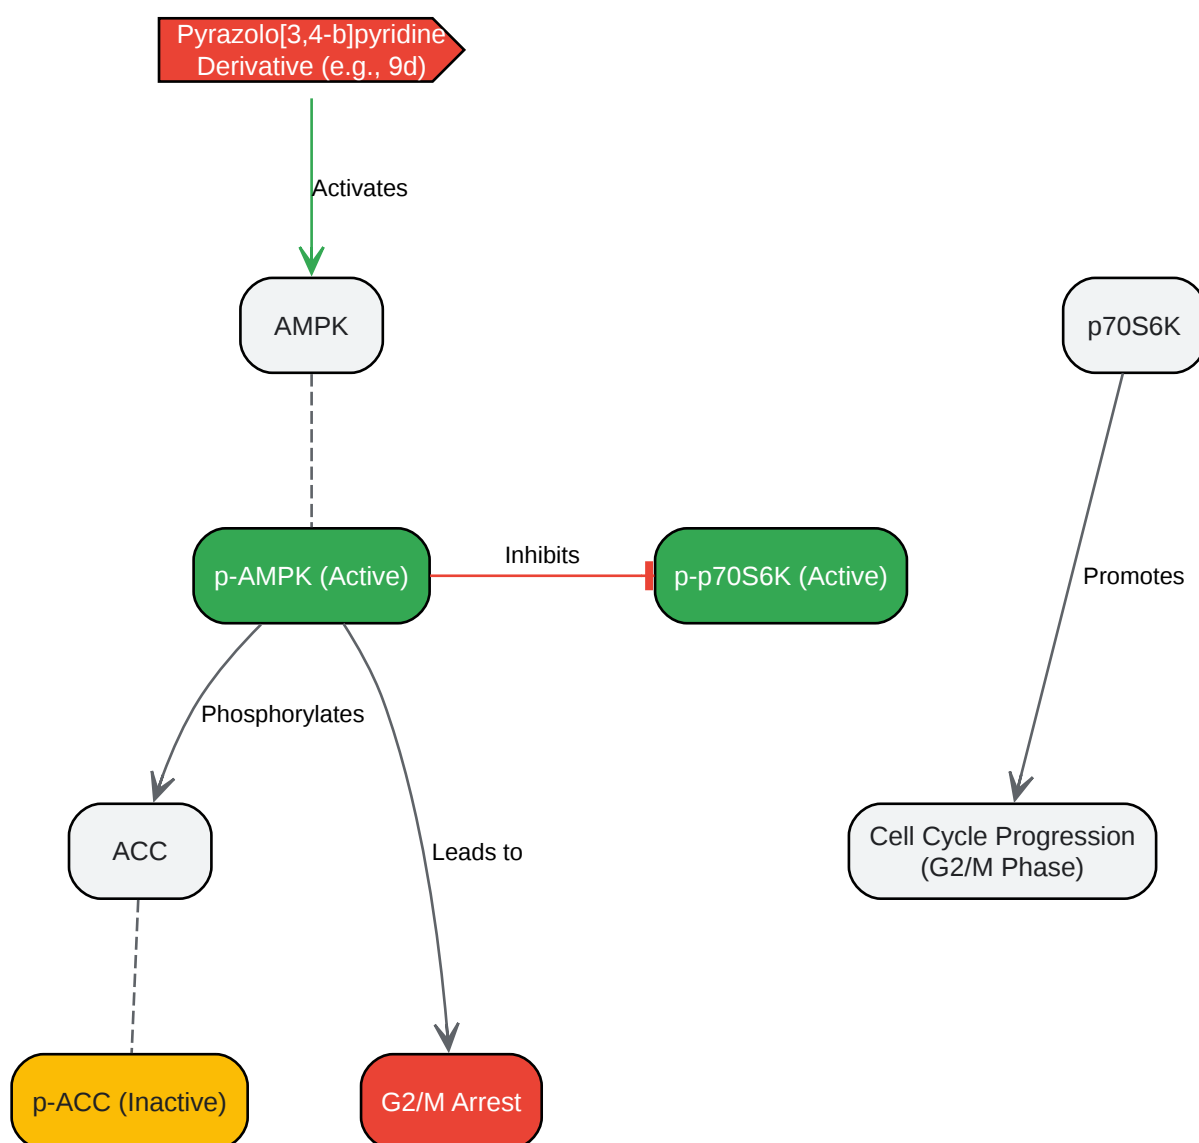 Pyrazolo[3,4-b]pyridine
Derivative (e.g., 9d)
Activates
AMPK
p70S6K
p-AMPK (Active)
Inhibits
p-p70S6K (Active)
Promotes
Phosphorylates
ACC
Leads to
Cell Cycle Progression
(G2/M Phase)
p-ACC (Inactive)
G2/M Arrest